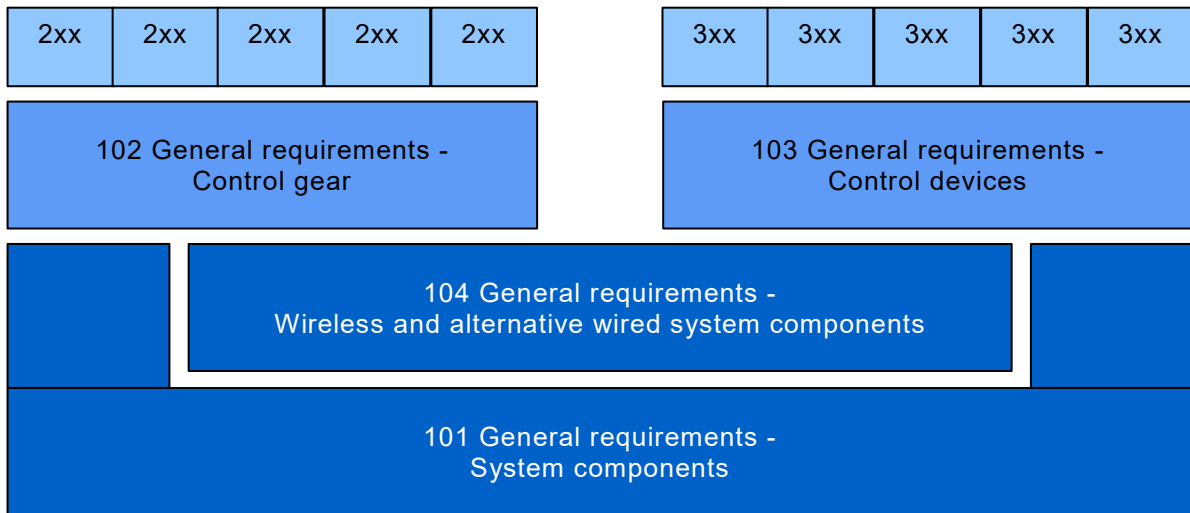 2xx 2xx 2xx 2xx 2xx 3xx 3xx 3xx 3xx 3xx
102 General requirements -
Control gear
103 General requirements -
Control devices
104 General requirements -
Wireless and alternative wired system components
101 General requirements -
System components